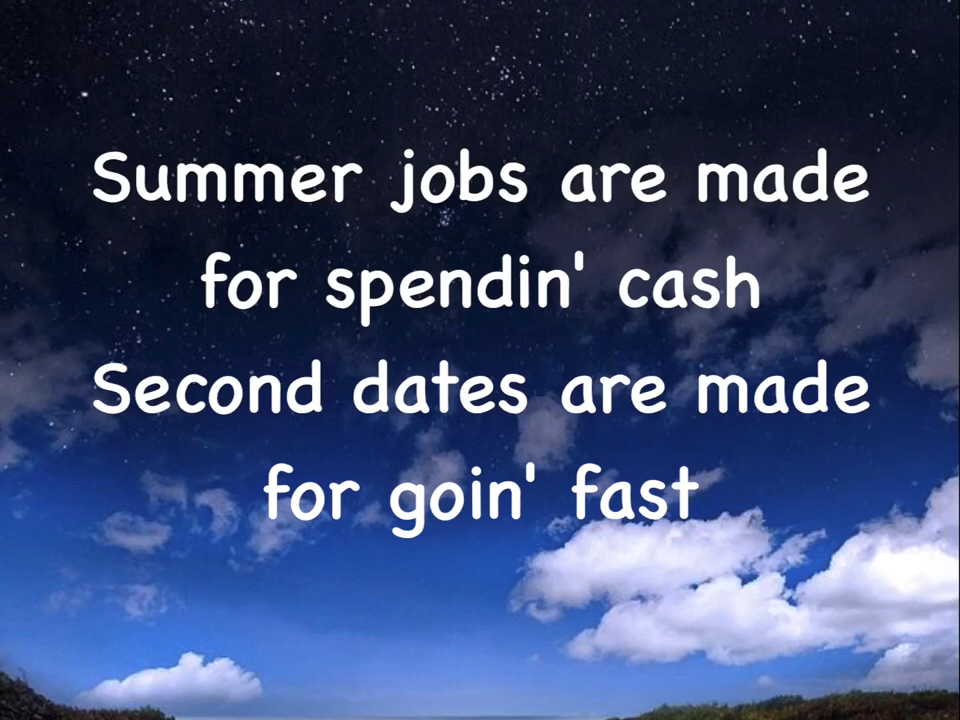 Summer jobs are made
for spendin' cash
Second dates are made
for goin' fast